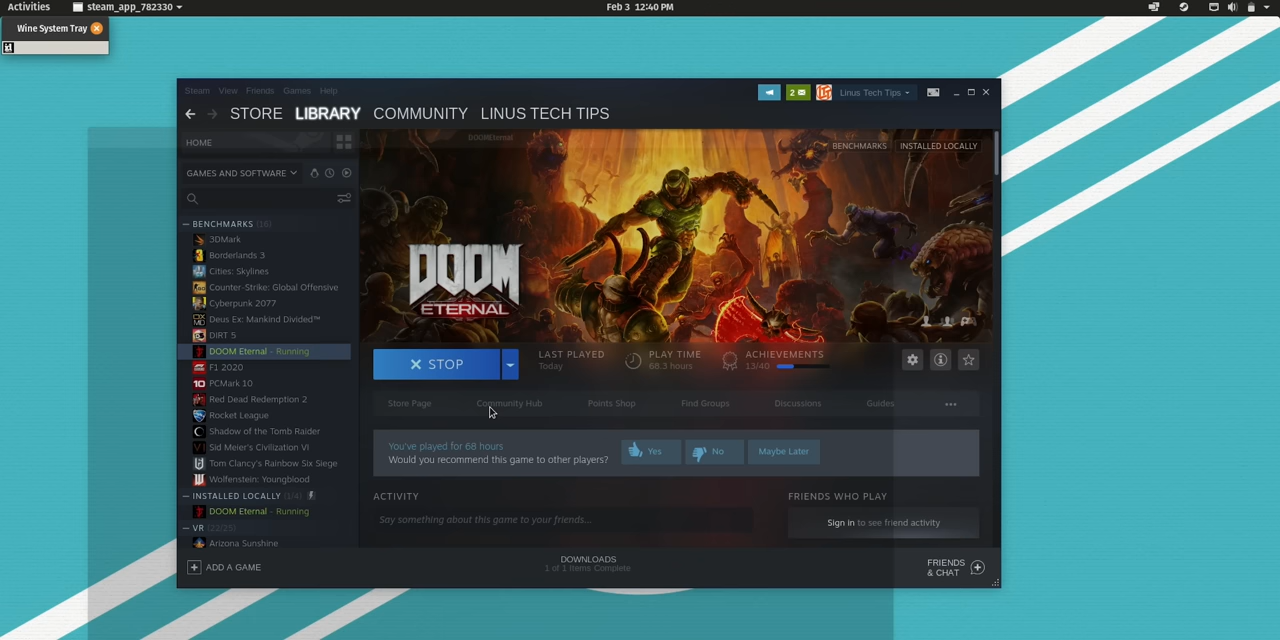 Activities
steam_app_782330
Feb 3 12:40 PM
Wine System Tray
id
Steam View Friends Games Help
2
Linus Tech Tips
STORE LIBRARY COMMUNITY LINUS TECH TIPS
HOME
DOOMEternal
BENCHMARKS
INSTALLED LOCALLY
GAMES AND SOFTWARE
BENCHMARKS (16)
3DMark
Borderlands 3
Cities: Skylines
Counter-Strike: Global Offensive
Cyberpunk 2077
Deus Ex: Mankind Divided™
DIRT 5
DOOM Eternal - Running
F1 2020
PCMark 10
Red Dead Redemption 2
Rocket League
Shadow of the Tomb Raider
Sid Meier's Civilization VI
Tom Clancy's Rainbow Six Siege
Wolfenstein: Youngblood
INSTALLED LOCALLY (1/4)
DOOM Eternal - Running
VR (22/25)
Arizona Sunshine
DOOM
ETERNAL
STOP
LAST PLAYED
Today
PLAY TIME
68.3 hours
ACHIEVEMENTS
13/40
Store Page
Community Hub
Points Shop
Find Groups
Discussions
Guides
You've played for 68 hours
Would you recommend this game to other players?
Yes
No
Maybe Later
ACTIVITY
Say something about this game to your friends...
FRIENDS WHO PLAY
Sign in to see friend activity
ADD A GAME
DOWNLOADS
1 of 1 Items Complete
FRIENDS
& CHAT